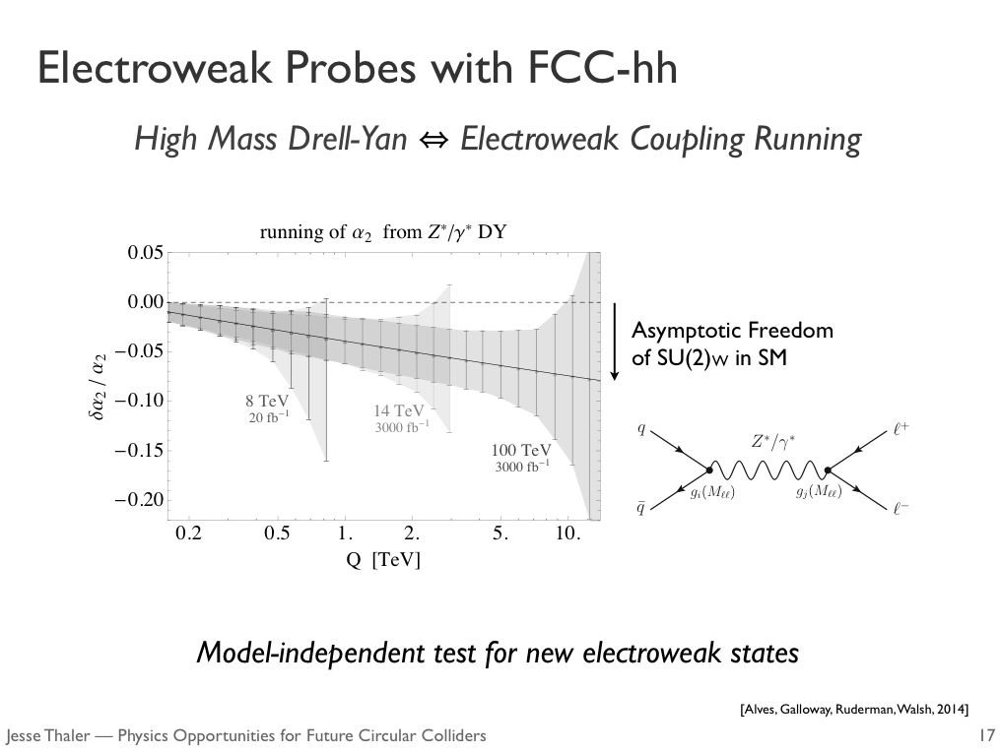 Electroweak Probes with FCC-hh
High Mass Drell-Yan ⇔ Electroweak Coupling Running
running of α₂ from Z*/γ* DY
0.05
0.00
−0.05
−0.10
−0.15
−0.20
δα₂ / α₂
8 TeV
20 fb⁻¹
14 TeV
3000 fb⁻¹
100 TeV
3000 fb⁻¹
0.2 0.5 1. 2. 5. 10.
Q [TeV]
Asymptotic Freedom
of SU(2)w in SM
q
Z*/γ*
ℓ⁺
gᵢ(Mℓℓ)
gⱼ(Mℓℓ)
q̄
ℓ⁻
Model-independent test for new electroweak states
[Alves, Galloway, Ruderman, Walsh, 2014]
Jesse Thaler — Physics Opportunities for Future Circular Colliders
17